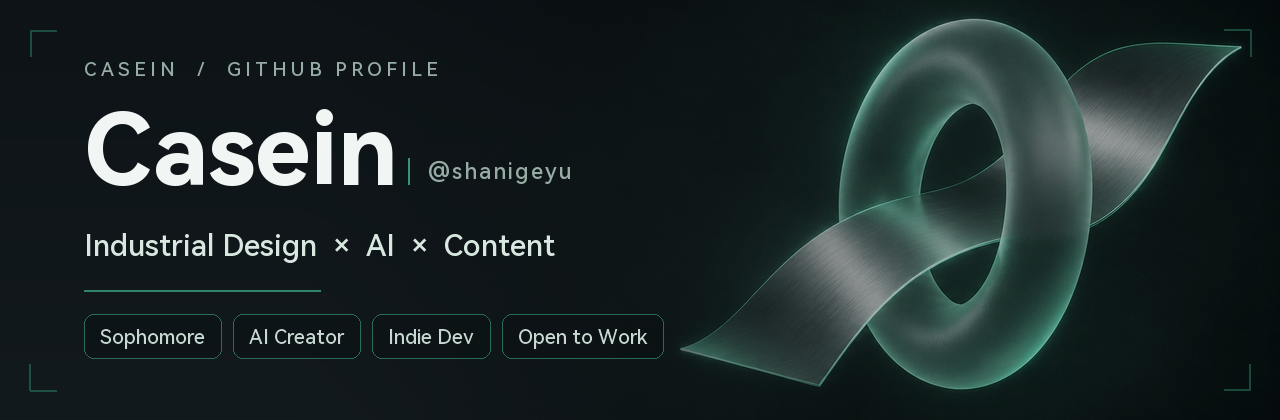 CASEIN / GITHUB PROFILE
Casein | @shanigeyu
Industrial Design × AI × Content
Sophomore AI Creator Indie Dev Open to Work